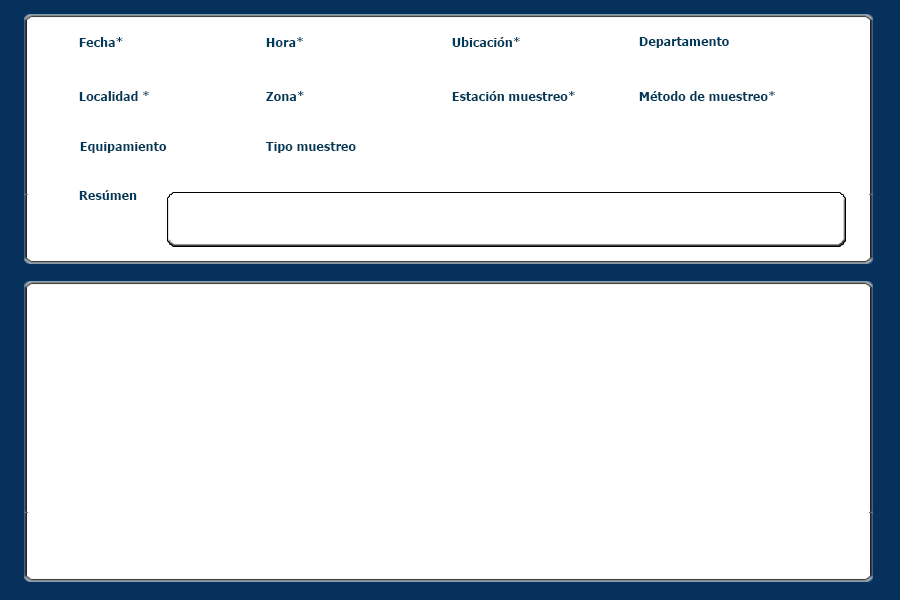 Fecha* Hora* Ubicación* Departamento
Localidad * Zona* Estación muestreo* Método de muestreo*
Equipamiento Tipo muestreo
Resúmen